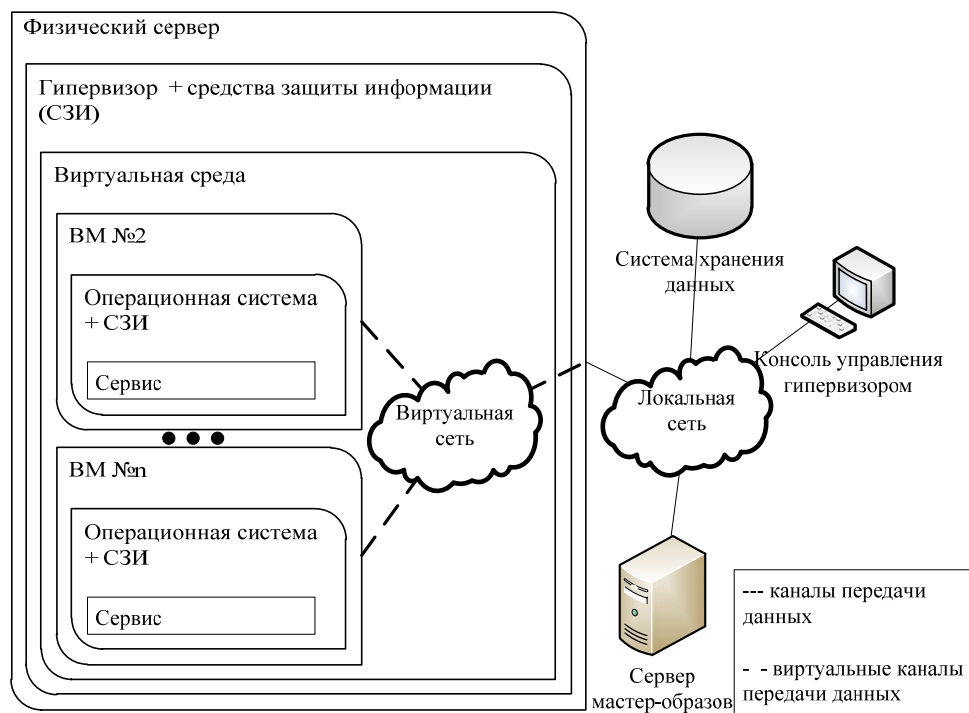 Физический сервер
Гипервизор + средства защиты информации
(СЗИ)
Виртуальная среда
ВМ №2
Операционная система
+ СЗИ
Сервис
ВМ №n
Операционная система
+ СЗИ
Сервис
Виртуальная
сеть
Система хранения
данных
Консоль управления
гипервизором
Локальная
сеть
Сервер
мастер-образов
--- каналы передачи
данных
- - виртуальные каналы
передачи данных